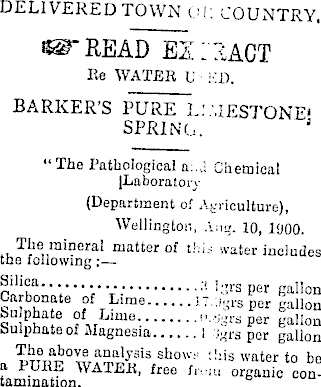 DELIVERED TOWN OR COUNTRY.
☞ READ EXTRACT
Re WATER USED.
BARKER'S PURE LIMESTONE
SPRING.
"The Pathological and Chemical
Laboratory
(Department of Agriculture),
Wellington, Aug. 10, 1900.
The mineral matter of this water includes
the following:—
Silica....................grs per gallon
Carbonate of Lime......grs per gallon
Sulphate of Lime........grs per gallon
Sulphate of Magnesia......grs per gallon
The above analysis shows this water to be
a PURE WATER, free from organic con-
tamination.